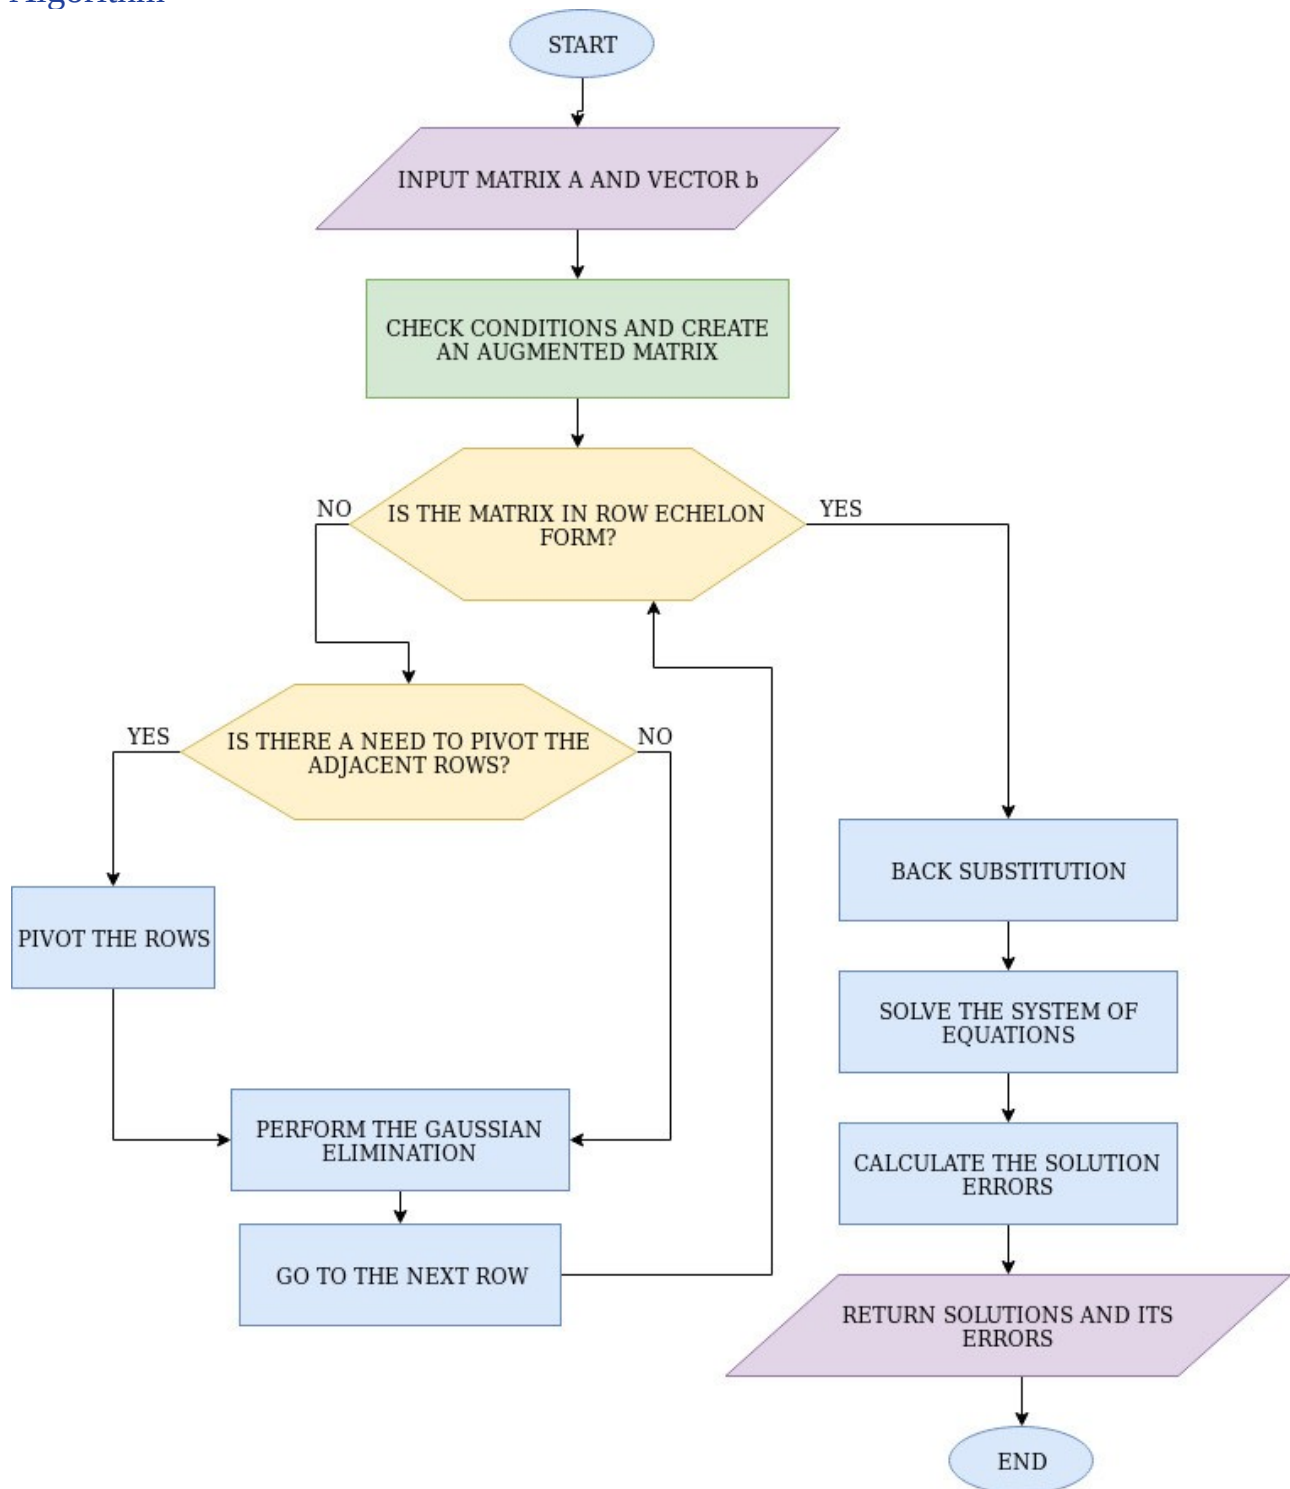 Algorithm
START
INPUT MATRIX A AND VECTOR b
CHECK CONDITIONS AND CREATE
AN AUGMENTED MATRIX
NO
IS THE MATRIX IN ROW ECHELON
FORM?
YES
YES
IS THERE A NEED TO PIVOT THE
ADJACENT ROWS?
NO
PIVOT THE ROWS
PERFORM THE GAUSSIAN
ELIMINATION
GO TO THE NEXT ROW
BACK SUBSTITUTION
SOLVE THE SYSTEM OF
EQUATIONS
CALCULATE THE SOLUTION
ERRORS
RETURN SOLUTIONS AND ITS
ERRORS
END